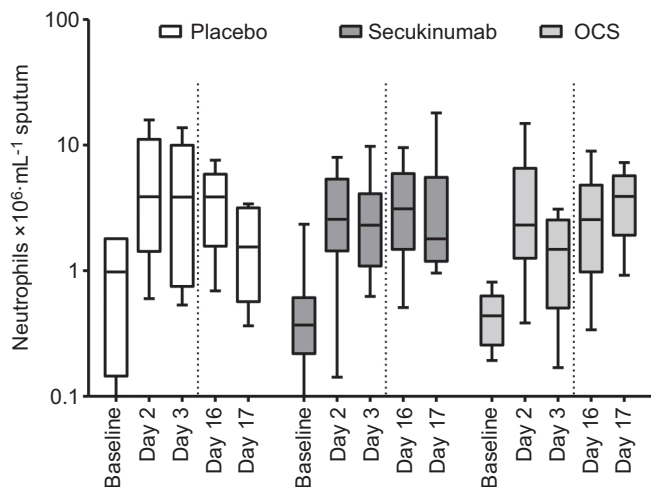 Neutrophils ×10⁶·mL⁻¹ sputum
100
10
1
0.1
Placebo
Secukinumab
OCS
Baseline
Day 2
Day 3
Day 16
Day 17
Baseline
Day 2
Day 3
Day 16
Day 17
Baseline
Day 2
Day 3
Day 16
Day 17